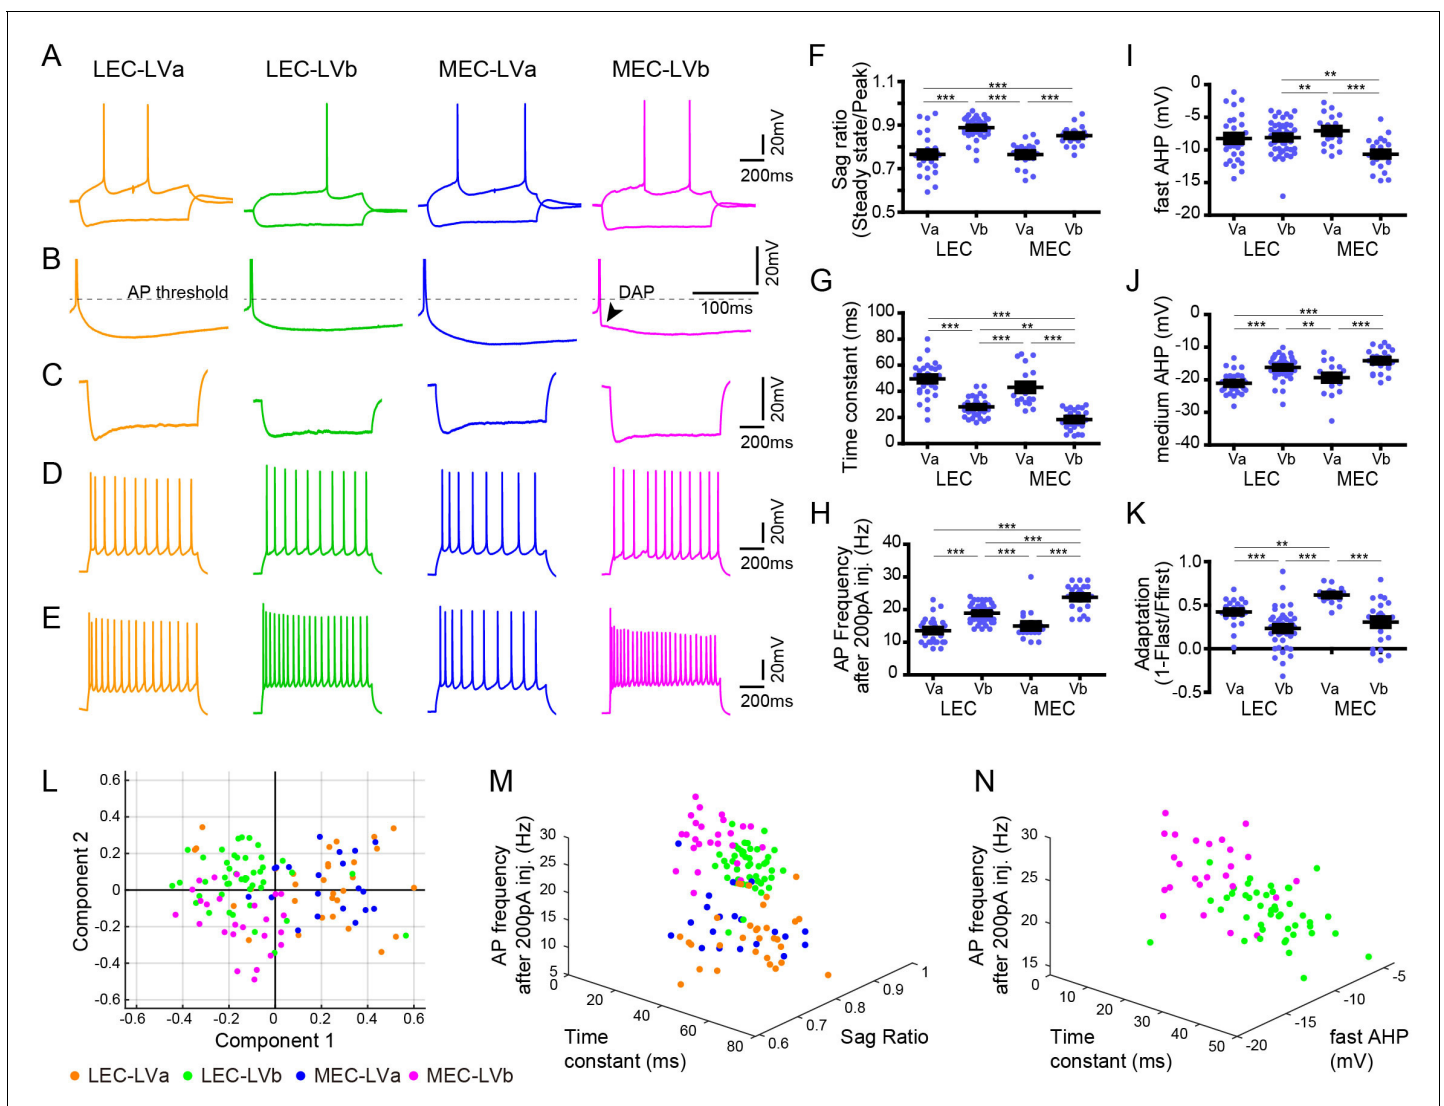 A
LEC-LVa
LEC-LVb
MEC-LVa
MEC-LVb
20mV
200ms
B
AP threshold
DAP
20mV
100ms
C
20mV
200ms
D
20mV
200ms
E
20mV
200ms
F
Sag ratio
(Steady state/Peak)
1.1
0.9
0.7
0.5
***
*** *** ***
Va Vb Va Vb
LEC MEC
G
Time constant (ms)
100
80
60
40
20
0
***
*** **
*** ***
Va Vb Va Vb
LEC MEC
H
AP Frequency
after 200pA inj. (Hz)
40
30
20
10
0
***
***
*** *** ***
Va Vb Va Vb
LEC MEC
I
fast AHP (mV)
0
-5
-10
-15
-20
**
** ***
Va Vb Va Vb
LEC MEC
J
medium AHP (mV)
0
-10
-20
-30
-40
***
*** ** ***
Va Vb Va Vb
LEC MEC
K
Adaptation
(1-Flast/Ffirst)
1.0
0.5
0.0
-0.5
**
*** *** ***
Va Vb Va Vb
LEC MEC
L
Component 2
0.6
0.4
0.2
0
-0.2
-0.4
-0.6
-0.6 -0.4 -0.2 0 0.2 0.4 0.6
Component 1
LEC-LVa LEC-LVb MEC-LVa MEC-LVb
M
AP frequency
after 200pA inj. (Hz)
30
25
20
15
10
5
0 20 40 60 80
Time
constant (ms)
0.6 0.7 0.8 0.9 1
Sag Ratio
N
AP frequency
after 200pA inj. (Hz)
30
25
20
15
0 10 20 30 40 50
Time
constant (ms)
-20 -15 -10 -5
fast AHP
(mV)